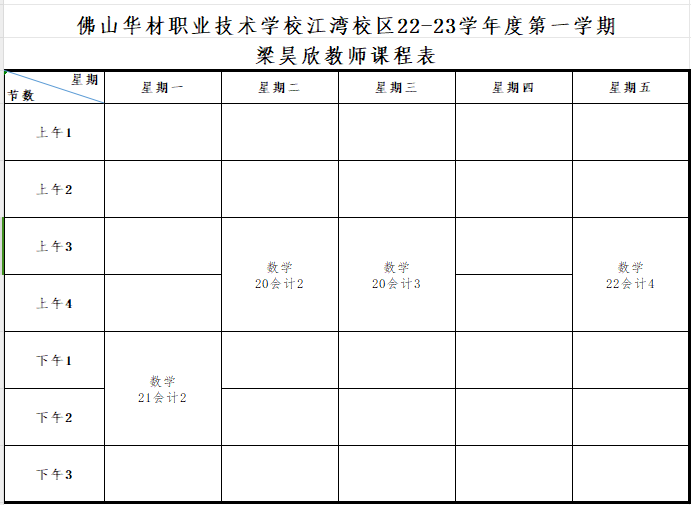 佛山华材职业技术学校江湾校区22-23学年度第一学期
梁昊欣教师课程表
星期
节数
星期一 星期二 星期三 星期四 星期五
上午1
上午2
上午3
数学 数学 数学
20会计2 20会计3 22会计4
上午4
下午1
数学
21会计2
下午2
下午3